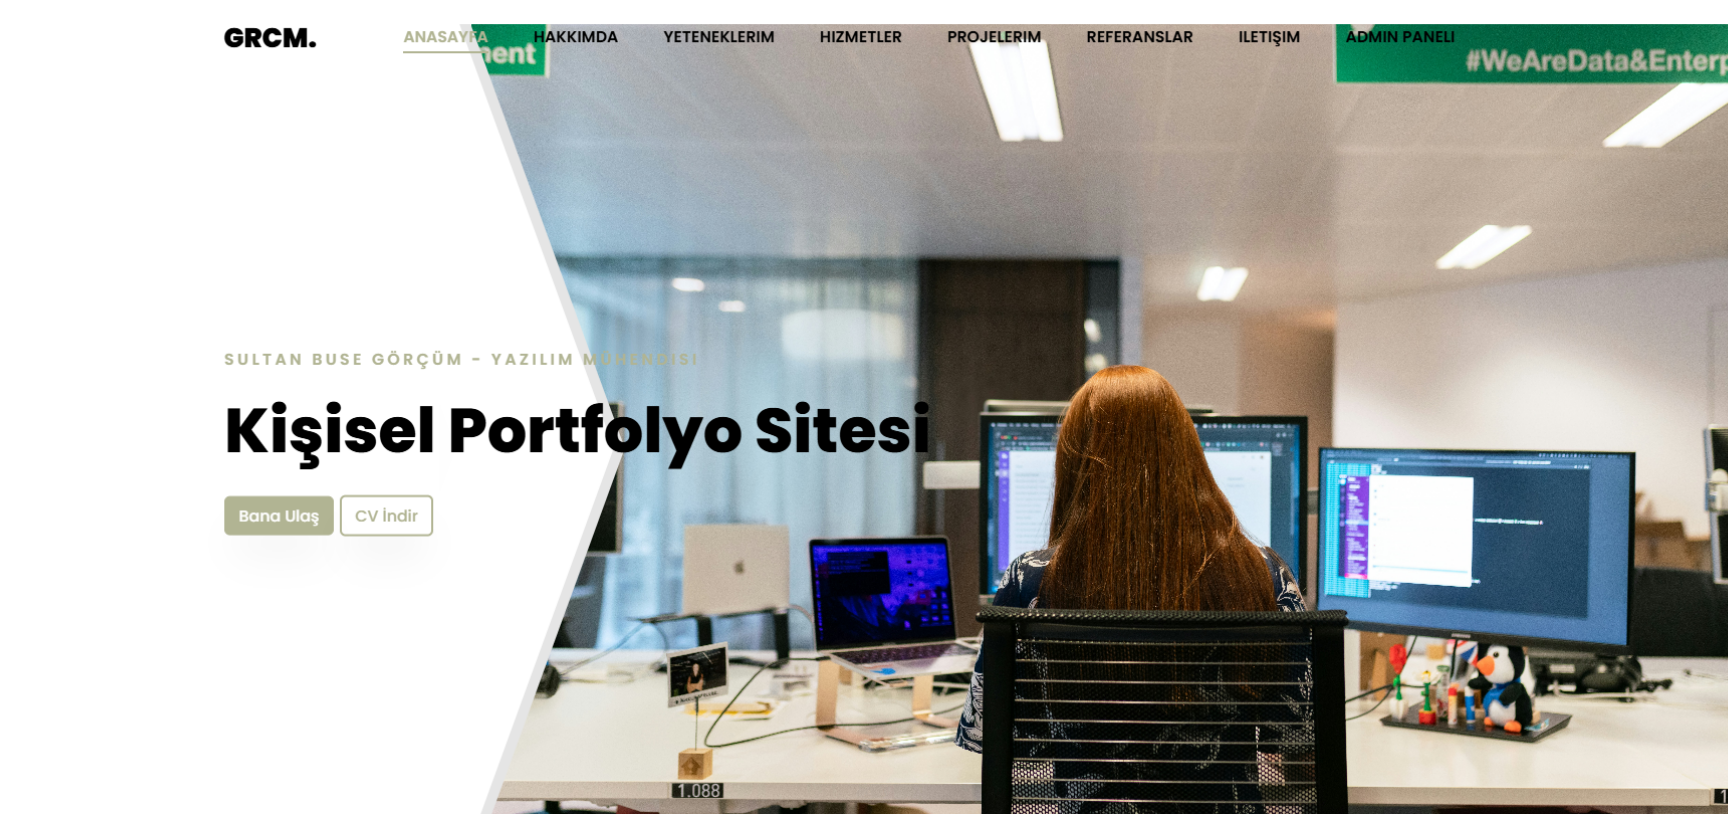 GRCM.
ANASAYFA HAKKIMDA YETENEKLERIM HIZMETLER PROJELERIM REFERANSLAR ILETIŞIM ADMIN PANELI
#WeAreData&Enterp
SULTAN BUSE GÖRÇÜM - YAZILIM MÜHENDISI
Kişisel Portfolyo Sitesi
Bana Ulaş CV İndir
1.088